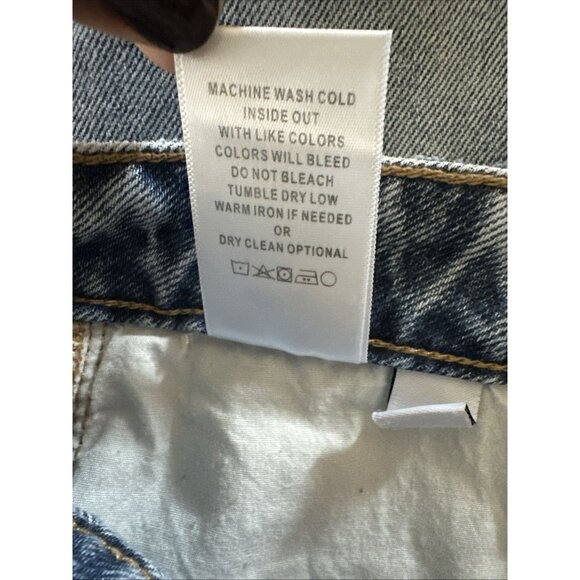 MACHINE WASH COLD
INSIDE OUT
WITH LIKE COLORS
COLORS WILL BLEED
DO NOT BLEACH
TUMBLE DRY LOW
WARM IRON IF NEEDED
OR
DRY CLEAN OPTIONAL